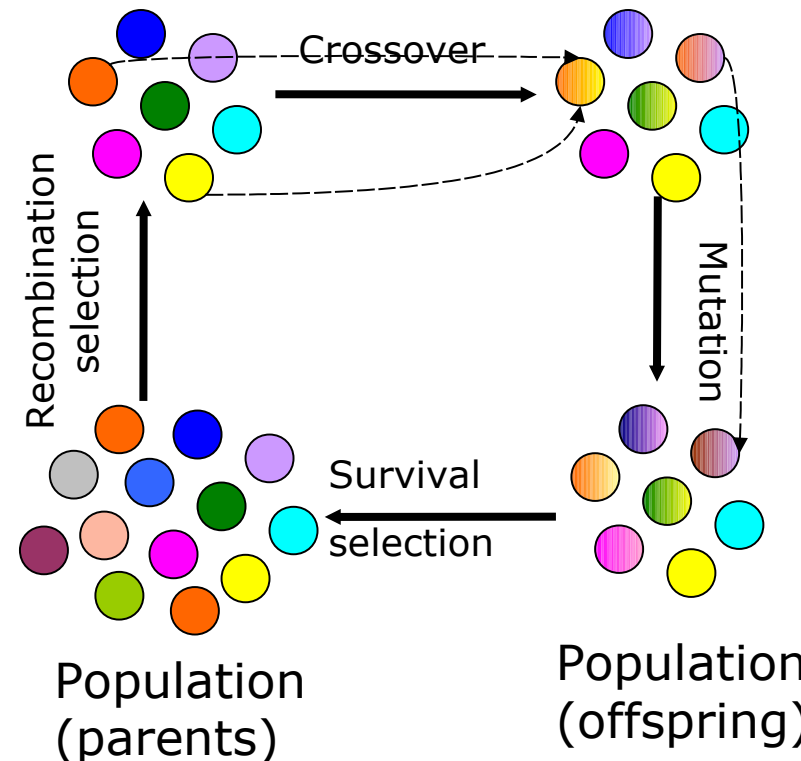 Crossover
Recombination
selection
Mutation
Survival
selection
Population
(parents)
Population
(offspring)